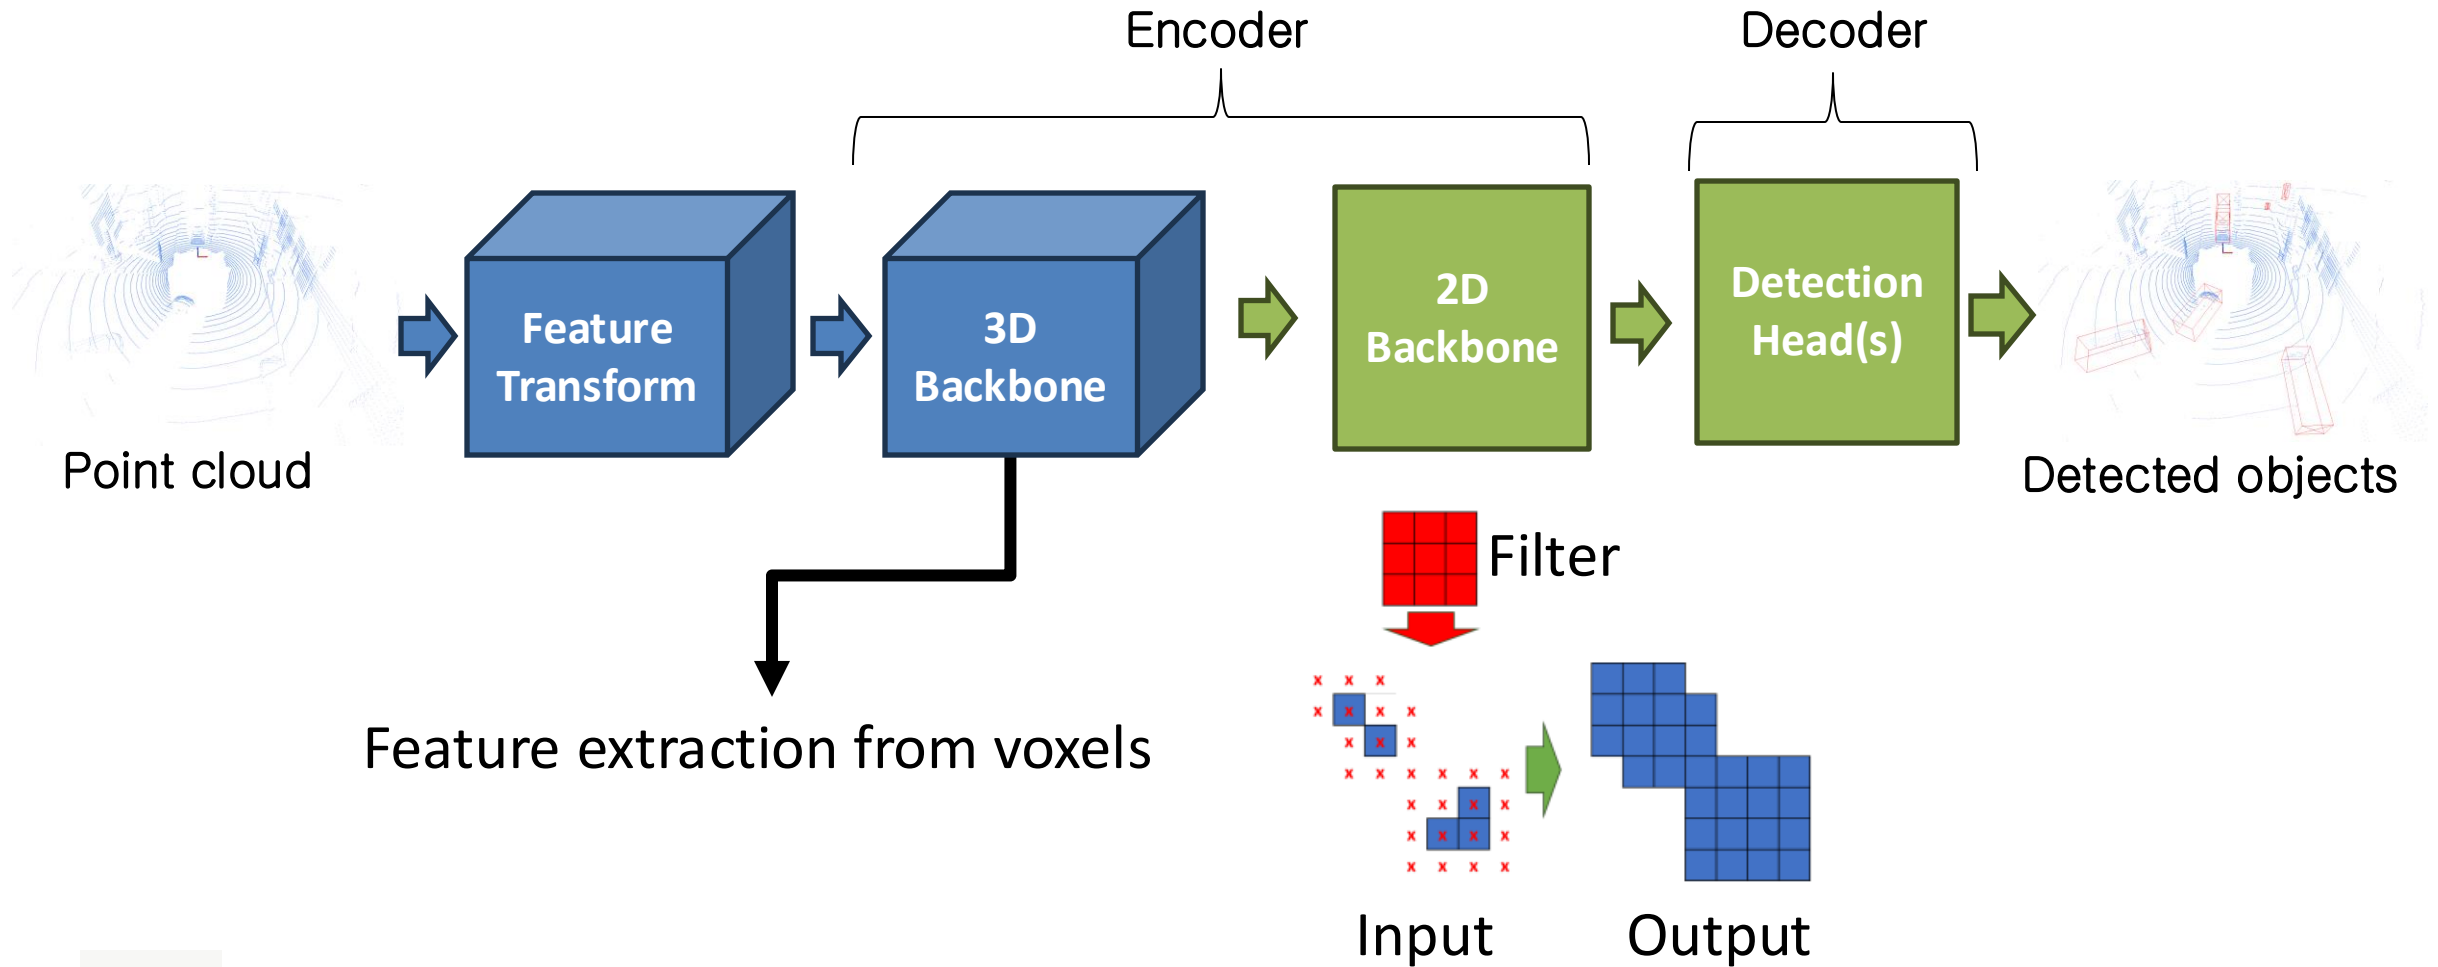 Encoder
Decoder
Feature
Transform
3D
Backbone
2D
Backbone
Detection
Head(s)
Point cloud
Detected objects
Filter
x x x
x x x x
x x x
x x x x x x
x x x x
x x x x
x x x x
Feature extraction from voxels
Input
Output